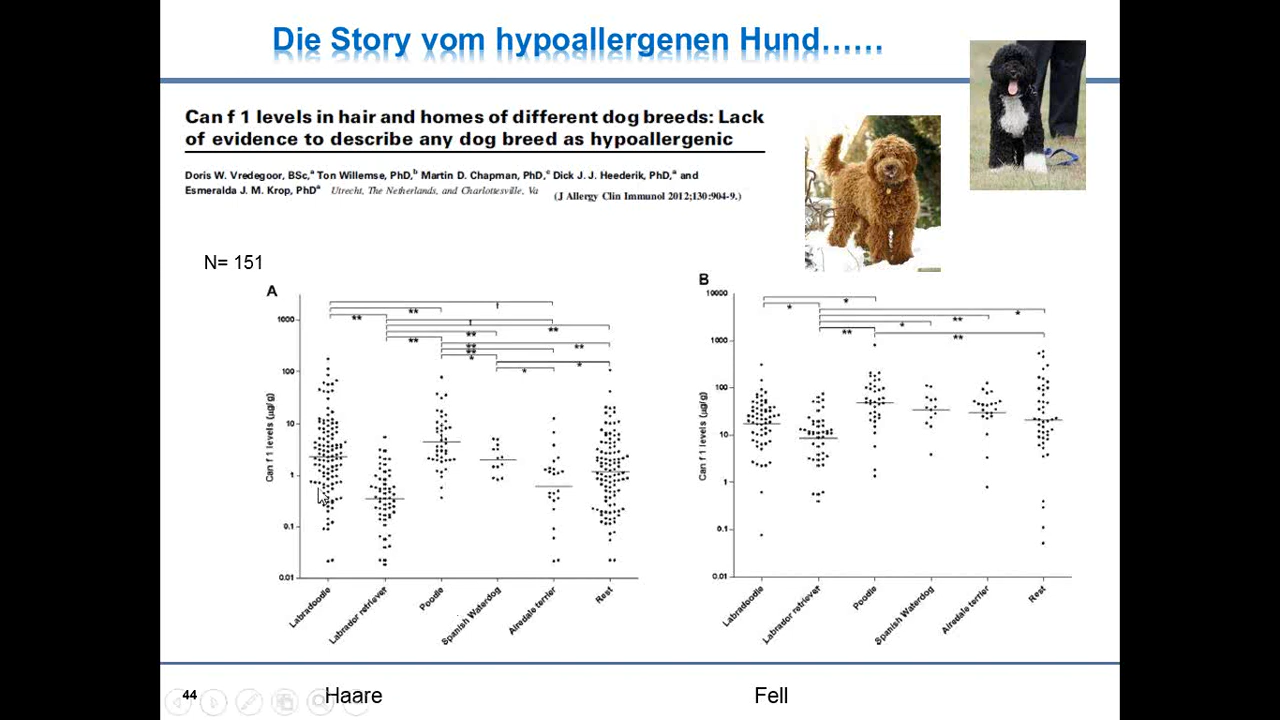 Die Story vom hypoallergenen Hund......
Can f 1 levels in hair and homes of different dog breeds: Lack
of evidence to describe any dog breed as hypoallergenic
Doris W. Vredegoor, BSc,ª Ton Willemse, PhD,ᵇ Martin D. Chapman, PhD,ᶜ Dick J. J. Heederik, PhD,ª and
Esmeralda J. M. Krop, PhDª Utrecht, The Netherlands, and Charlottesville, Va (J Allergy Clin Immunol 2012;130:904-9.)
N= 151
A
†
**
**
†
**
**
**
**
**
**
*
*
*
1000
100
10
1
0.1
0.01
Can f 1 levels (µg/g)
Labradoodle
Labrador retriever
Poodle
Spanish Waterdog
Airedale terrier
Rest
B
*
*
*
**
*
**
**
10000
1000
100
10
1
0.1
0.01
Can f 1 levels (µg/g)
Labradoodle
Labrador retriever
Poodle
Spanish Waterdog
Airedale terrier
Rest
44
Haare
Fell